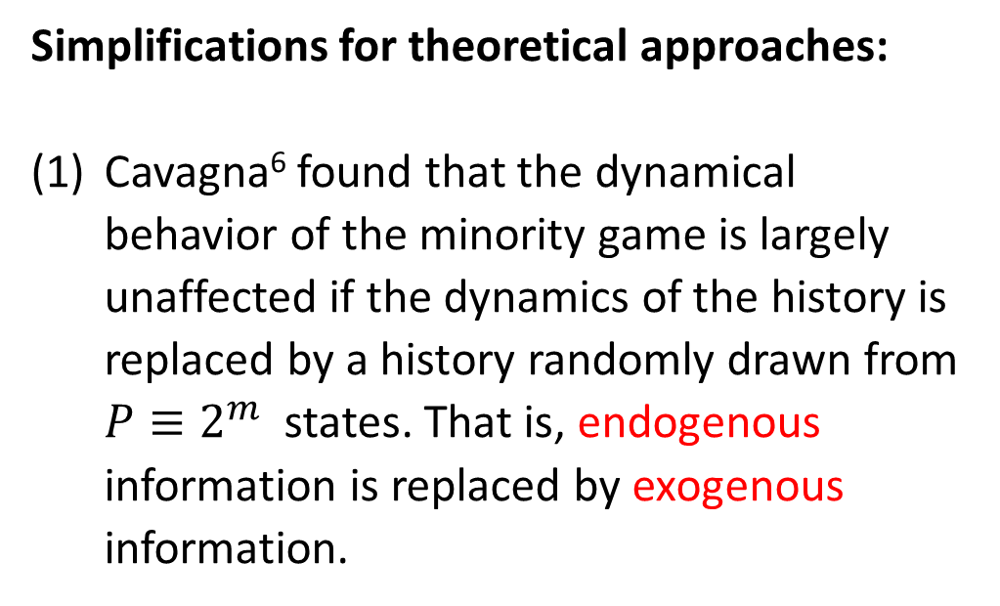 Simplifications for theoretical approaches:
(1) Cavagna⁶ found that the dynamical
behavior of the minority game is largely
unaffected if the dynamics of the history is
replaced by a history randomly drawn from
P ≡ 2ᵐ states. That is, endogenous
information is replaced by exogenous
information.